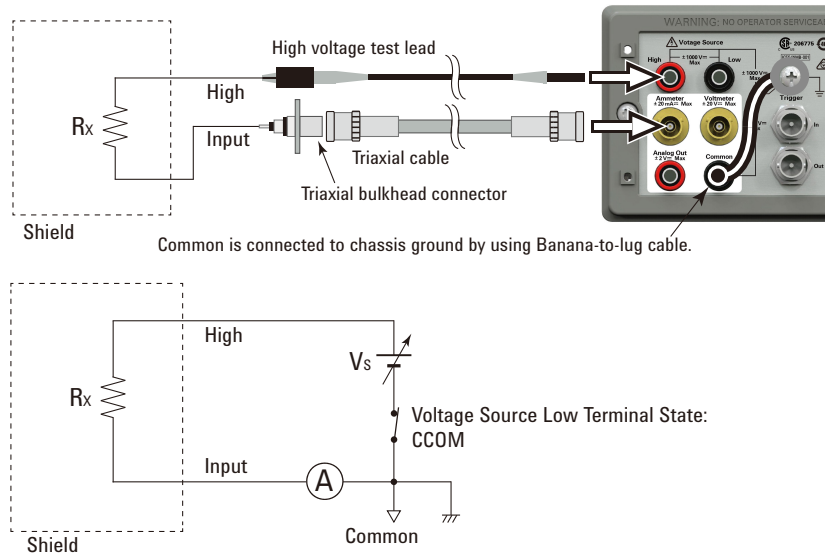 WARNING: NO OPERATOR SERVICEAB
High voltage test lead
Votage Source
High
Low
± 1000 V Max
± 1000 V Max
206775
High
Ammeter
± 20 mA Max
Voltmeter
± 20 V Max
Trigger
In
Rx
Input
Triaxial cable
Analog Out
± 2 V Max
Common
Out
Triaxial bulkhead connector
Shield
Common is connected to chassis ground by using Banana-to-lug cable.
High
Vs
Rx
Voltage Source Low Terminal State:
CCOM
Input
A
Common
Shield